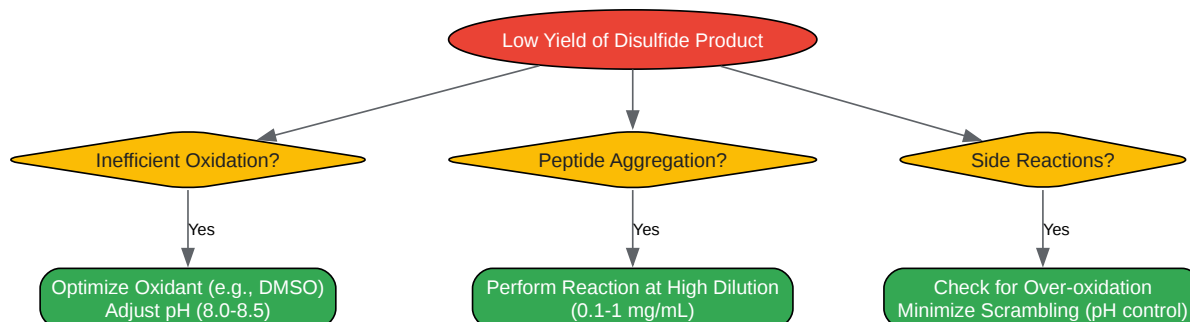 Low Yield of Disulfide Product
Inefficient Oxidation?
Peptide Aggregation?
Side Reactions?
Yes
Yes
Yes
Optimize Oxidant (e.g., DMSO)
Adjust pH (8.0-8.5)
Perform Reaction at High Dilution
(0.1-1 mg/mL)
Check for Over-oxidation
Minimize Scrambling (pH control)